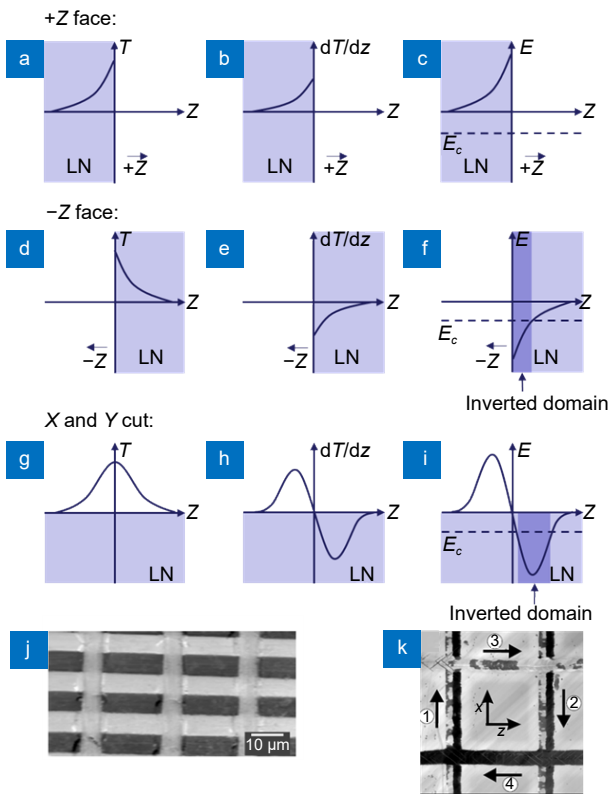 +Z face:
a
T
Z
LN
+Z
b
dT/dz
Z
LN
+Z
c
E
Z
Ec
LN
+Z
−Z face:
d
T
Z
−Z
LN
e
dT/dz
Z
−Z
LN
f
E
Z
Ec
−Z
LN
Inverted domain
X and Y cut:
g
T
Z
LN
h
dT/dz
Z
LN
i
E
Z
Ec
LN
Inverted domain
j
10 μm
k
③
①
②
x
z
④